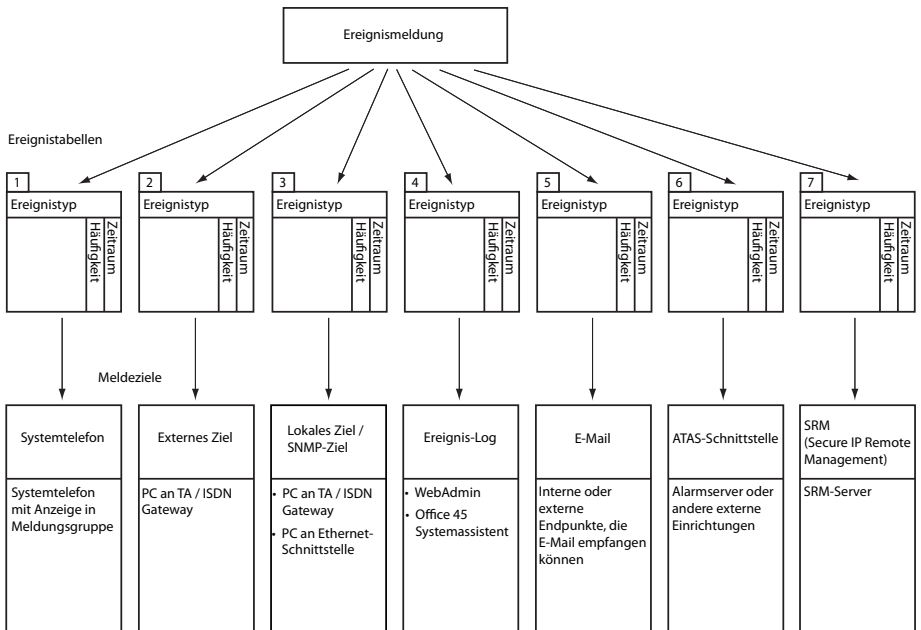 Ereignismeldung
Ereignistabellen
1
2
3
4
5
6
7
Ereignistyp
Häufigkeit
Zeitraum
Ereignistyp
Häufigkeit
Zeitraum
Ereignistyp
Häufigkeit
Zeitraum
Ereignistyp
Häufigkeit
Zeitraum
Ereignistyp
Häufigkeit
Zeitraum
Ereignistyp
Häufigkeit
Zeitraum
Ereignistyp
Häufigkeit
Zeitraum
Meldeziele
Systemtelefon
Systemtelefon
mit Anzeige in
Meldungsgruppe
Externes Ziel
PC an TA / ISDN
Gateway
Lokales Ziel /
SNMP-Ziel
• PC an TA / ISDN
Gateway
• PC an Ethernet-
Schnittstelle
Ereignis-Log
• WebAdmin
• Office 45
Systemassistent
E-Mail
Interne oder
externe
Endpunkte, die
E-Mail empfangen
können
ATAS-Schnittstelle
Alarmserver oder
andere externe
Einrichtungen
SRM
(Secure IP Remote
Management)
SRM-Server